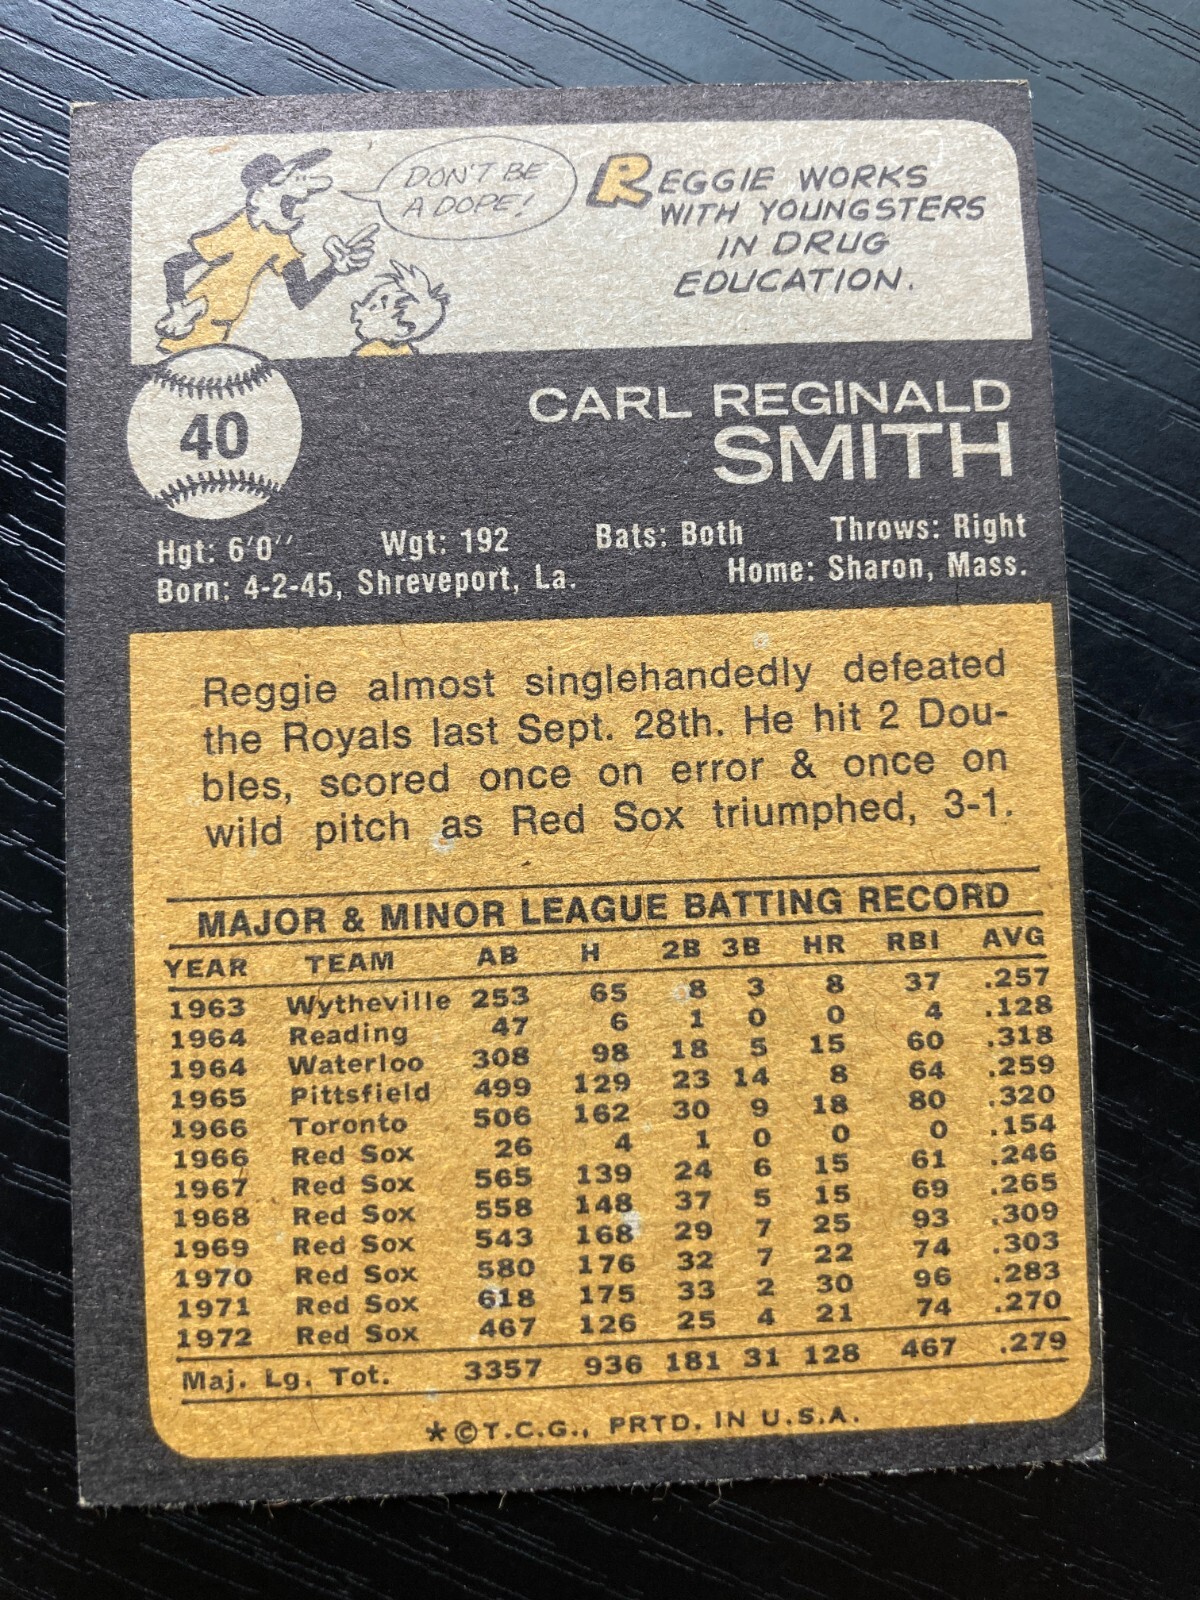 DON'T BE
A DOPE!
REGGIE WORKS
WITH YOUNGSTERS
IN DRUG
EDUCATION.
40
CARL REGINALD
SMITH
Hgt: 6'0'' Wgt: 192 Bats: Both Throws: Right
Born: 4-2-45, Shreveport, La. Home: Sharon, Mass.
Reggie almost singlehandedly defeated
the Royals last Sept. 28th. He hit 2 Dou-
bles, scored once on error & once on
wild pitch as Red Sox triumphed, 3-1.
MAJOR & MINOR LEAGUE BATTING RECORD
YEAR TEAM AB H 2B 3B HR RBI AVG
1963 Wytheville 253 65 8 3 8 37 .257
1964 Reading 47 6 1 0 0 4 .128
1964 Waterloo 308 98 18 5 15 60 .318
1965 Pittsfield 499 129 23 14 8 64 .259
1966 Toronto 506 162 30 9 18 80 .320
1966 Red Sox 26 4 1 0 0 0 .154
1967 Red Sox 565 139 24 6 15 61 .246
1968 Red Sox 558 148 37 5 15 69 .265
1969 Red Sox 543 168 29 7 25 93 .309
1970 Red Sox 580 176 32 7 22 74 .303
1971 Red Sox 618 175 33 2 30 96 .283
1972 Red Sox 467 126 25 4 21 74 .270
Maj. Lg. Tot. 3357 936 181 31 128 467 .279
*©T.C.G., PRTD. IN U.S.A.